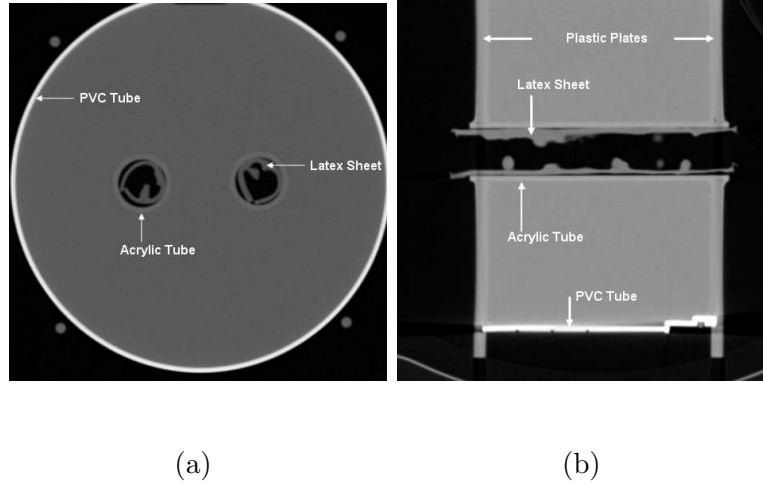 PVC Tube
Latex Sheet
Acrylic Tube
Plastic Plates
Latex Sheet
Acrylic Tube
PVC Tube
(a)
(b)